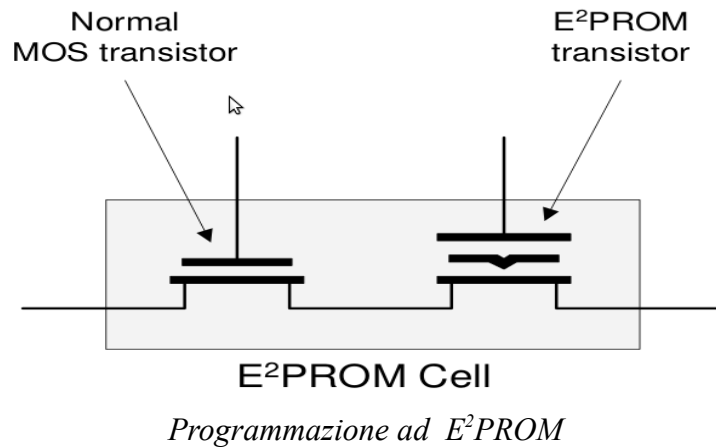 Normal
MOS transistor
E²PROM
transistor
E²PROM Cell
Programmazione ad E²PROM